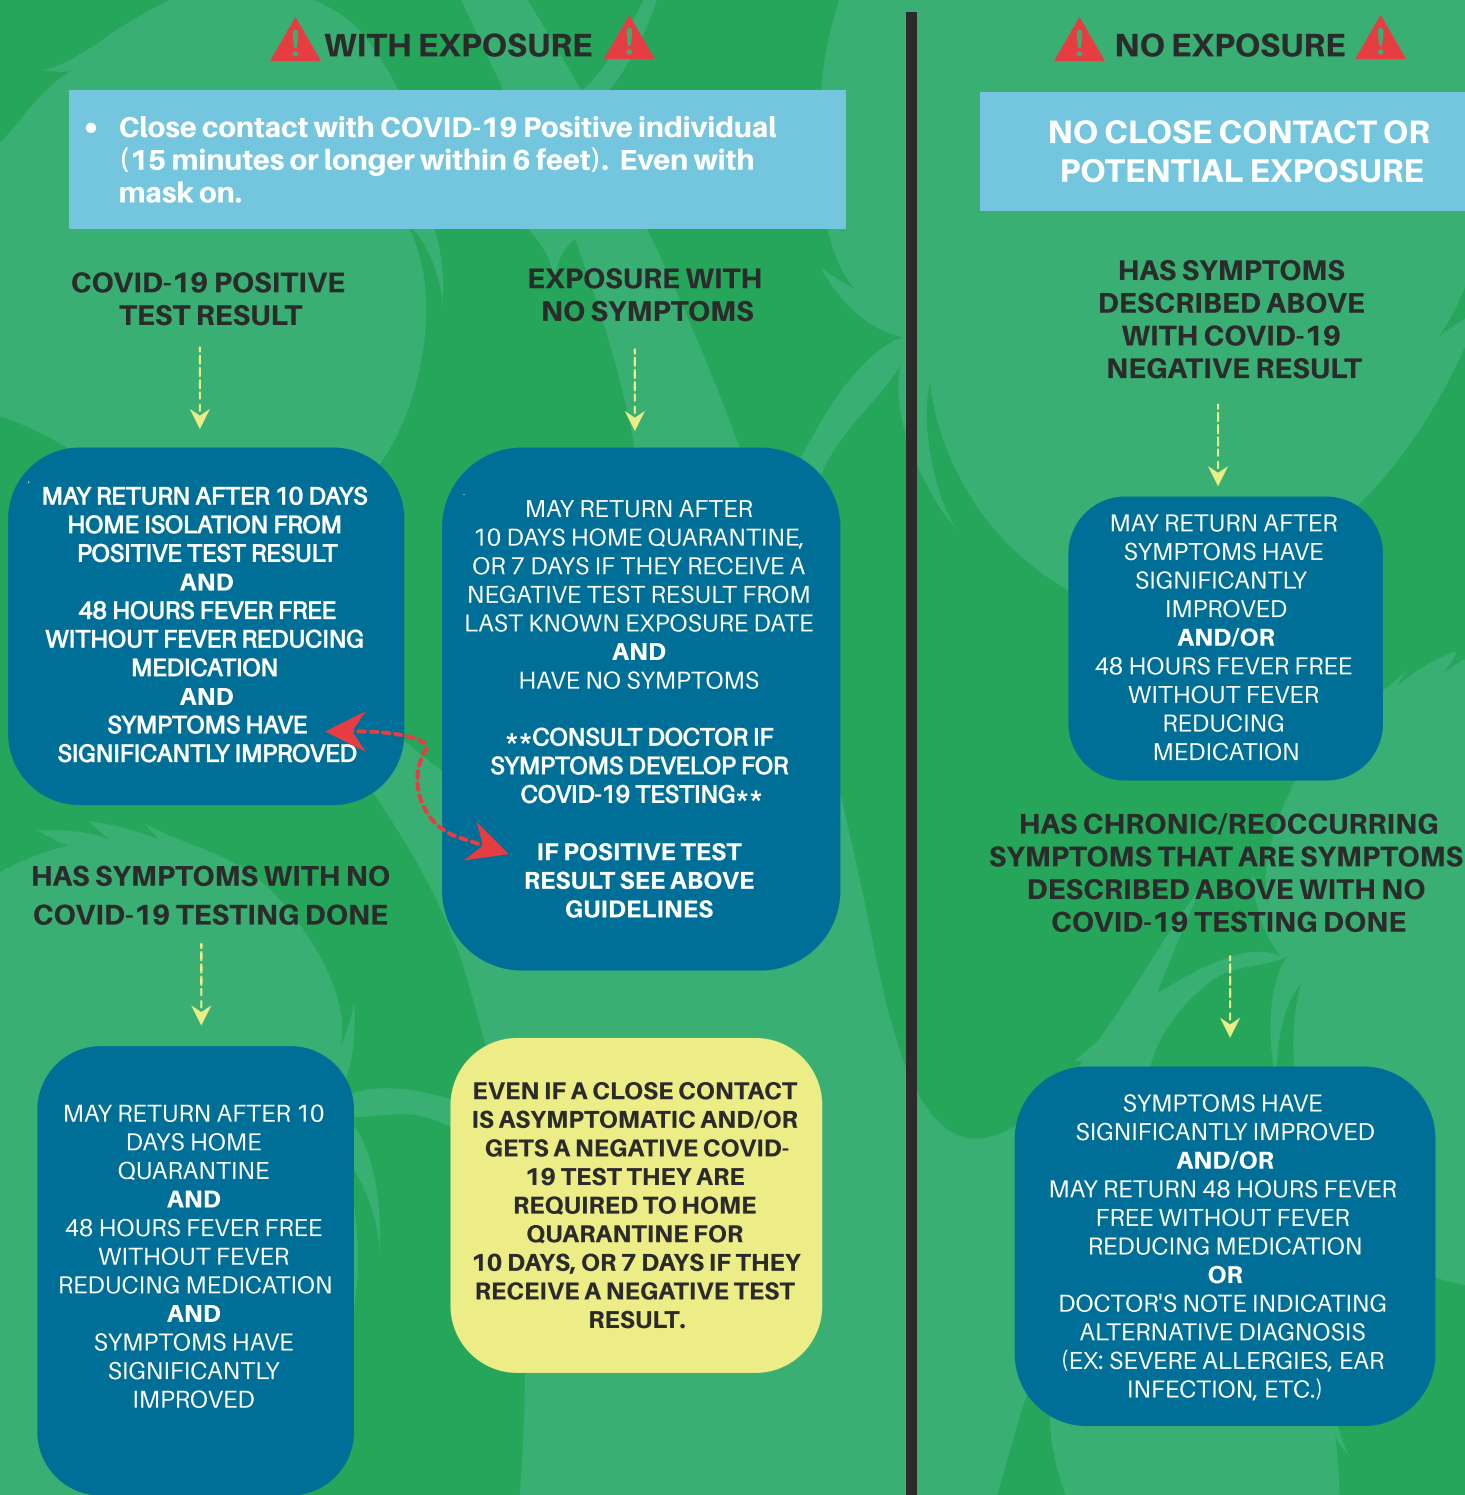 WITH EXPOSURE
• Close contact with COVID-19 Positive individual
(15 minutes or longer within 6 feet). Even with
mask on.
COVID-19 POSITIVE
TEST RESULT
MAY RETURN AFTER 10 DAYS
HOME ISOLATION FROM
POSITIVE TEST RESULT
AND
48 HOURS FEVER FREE
WITHOUT FEVER REDUCING
MEDICATION
AND
SYMPTOMS HAVE
SIGNIFICANTLY IMPROVED
EXPOSURE WITH
NO SYMPTOMS
MAY RETURN AFTER
10 DAYS HOME QUARANTINE,
OR 7 DAYS IF THEY RECEIVE A
NEGATIVE TEST RESULT FROM
LAST KNOWN EXPOSURE DATE
AND
HAVE NO SYMPTOMS
**CONSULT DOCTOR IF
SYMPTOMS DEVELOP FOR
COVID-19 TESTING**
IF POSITIVE TEST
RESULT SEE ABOVE
GUIDELINES
HAS SYMPTOMS WITH NO
COVID-19 TESTING DONE
MAY RETURN AFTER 10
DAYS HOME
QUARANTINE
AND
48 HOURS FEVER FREE
WITHOUT FEVER
REDUCING MEDICATION
AND
SYMPTOMS HAVE
SIGNIFICANTLY
IMPROVED
EVEN IF A CLOSE CONTACT
IS ASYMPTOMATIC AND/OR
GETS A NEGATIVE COVID-
19 TEST THEY ARE
REQUIRED TO HOME
QUARANTINE FOR
10 DAYS, OR 7 DAYS IF THEY
RECEIVE A NEGATIVE TEST
RESULT.
NO EXPOSURE
NO CLOSE CONTACT OR
POTENTIAL EXPOSURE
HAS SYMPTOMS
DESCRIBED ABOVE
WITH COVID-19
NEGATIVE RESULT
MAY RETURN AFTER
SYMPTOMS HAVE
SIGNIFICANTLY
IMPROVED
AND/OR
48 HOURS FEVER FREE
WITHOUT FEVER
REDUCING
MEDICATION
HAS CHRONIC/REOCCURRING
SYMPTOMS THAT ARE SYMPTOMS
DESCRIBED ABOVE WITH NO
COVID-19 TESTING DONE
SYMPTOMS HAVE
SIGNIFICANTLY IMPROVED
AND/OR
MAY RETURN 48 HOURS FEVER
FREE WITHOUT FEVER
REDUCING MEDICATION
OR
DOCTOR'S NOTE INDICATING
ALTERNATIVE DIAGNOSIS
(EX: SEVERE ALLERGIES, EAR
INFECTION, ETC.)